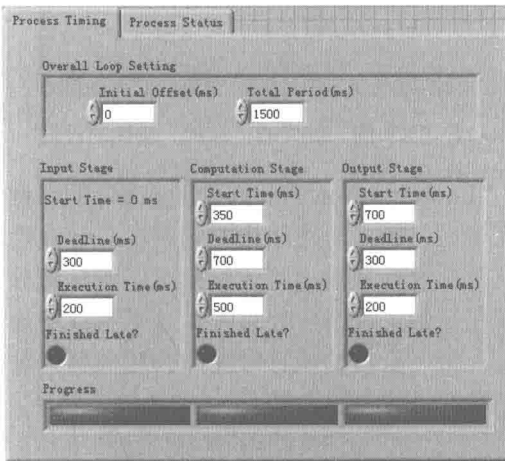 Process Timing Process Status
Overall Loop Setting
Initial Offset(ms) Total Period(ms)
0 1500
Input Stage Computation Stage Output Stage
Start Time = 0 ms
Start Time(ms) Start Time(ms)
350 700
Deadline(ms) Deadline(ms) Deadline(ms)
300 700 300
Execution Time(ms) Execution Time(ms) Execution Time(ms)
200 500 200
Finished Late? Finished Late? Finished Late?
Progress